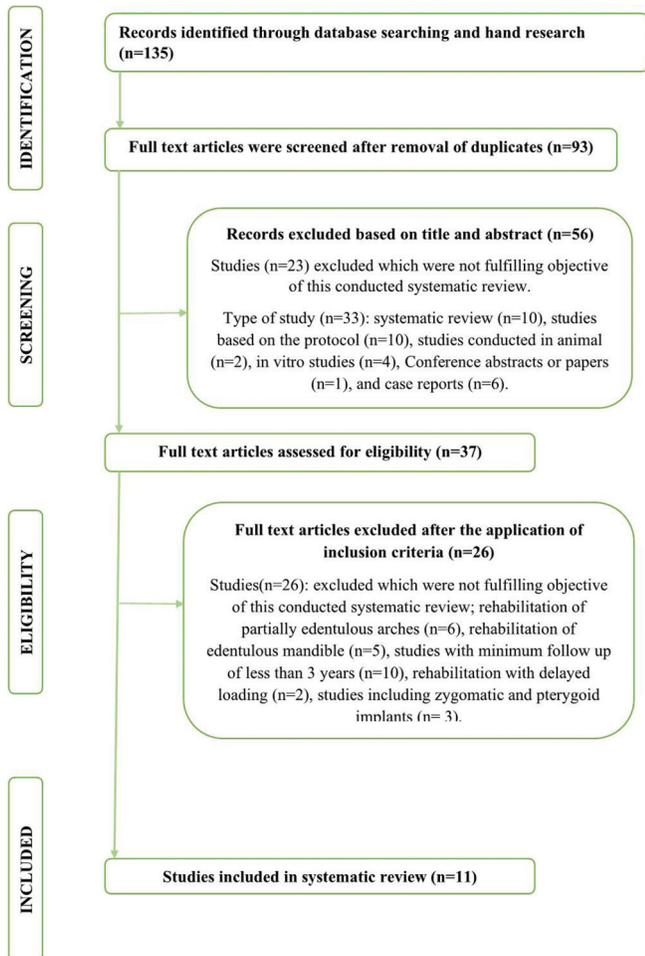 IDENTIFICATION
Records identified through database searching and hand research
(n=135)
Full text articles were screened after removal of duplicates (n=93)
SCREENING
Records excluded based on title and abstract (n=56)
Studies (n=23) excluded which were not fulfilling objective
of this conducted systematic review.
Type of study (n=33): systematic review (n=10), studies
based on the protocol (n=10), studies conducted in animal
(n=2), in vitro studies (n=4), Conference abstracts or papers
(n=1), and case reports (n=6).
Full text articles assessed for eligibility (n=37)
ELIGIBILITY
Full text articles excluded after the application of
inclusion criteria (n=26)
Studies(n=26): excluded which were not fulfilling objective
of this conducted systematic review; rehabilitation of
partially edentulous arches (n=6), rehabilitation of
edentulous mandible (n=5), studies with minimum follow up
of less than 3 years (n=10), rehabilitation with delayed
loading (n=2), studies including zygomatic and pterygoid
implants (n= 3).
INCLUDED
Studies included in systematic review (n=11)